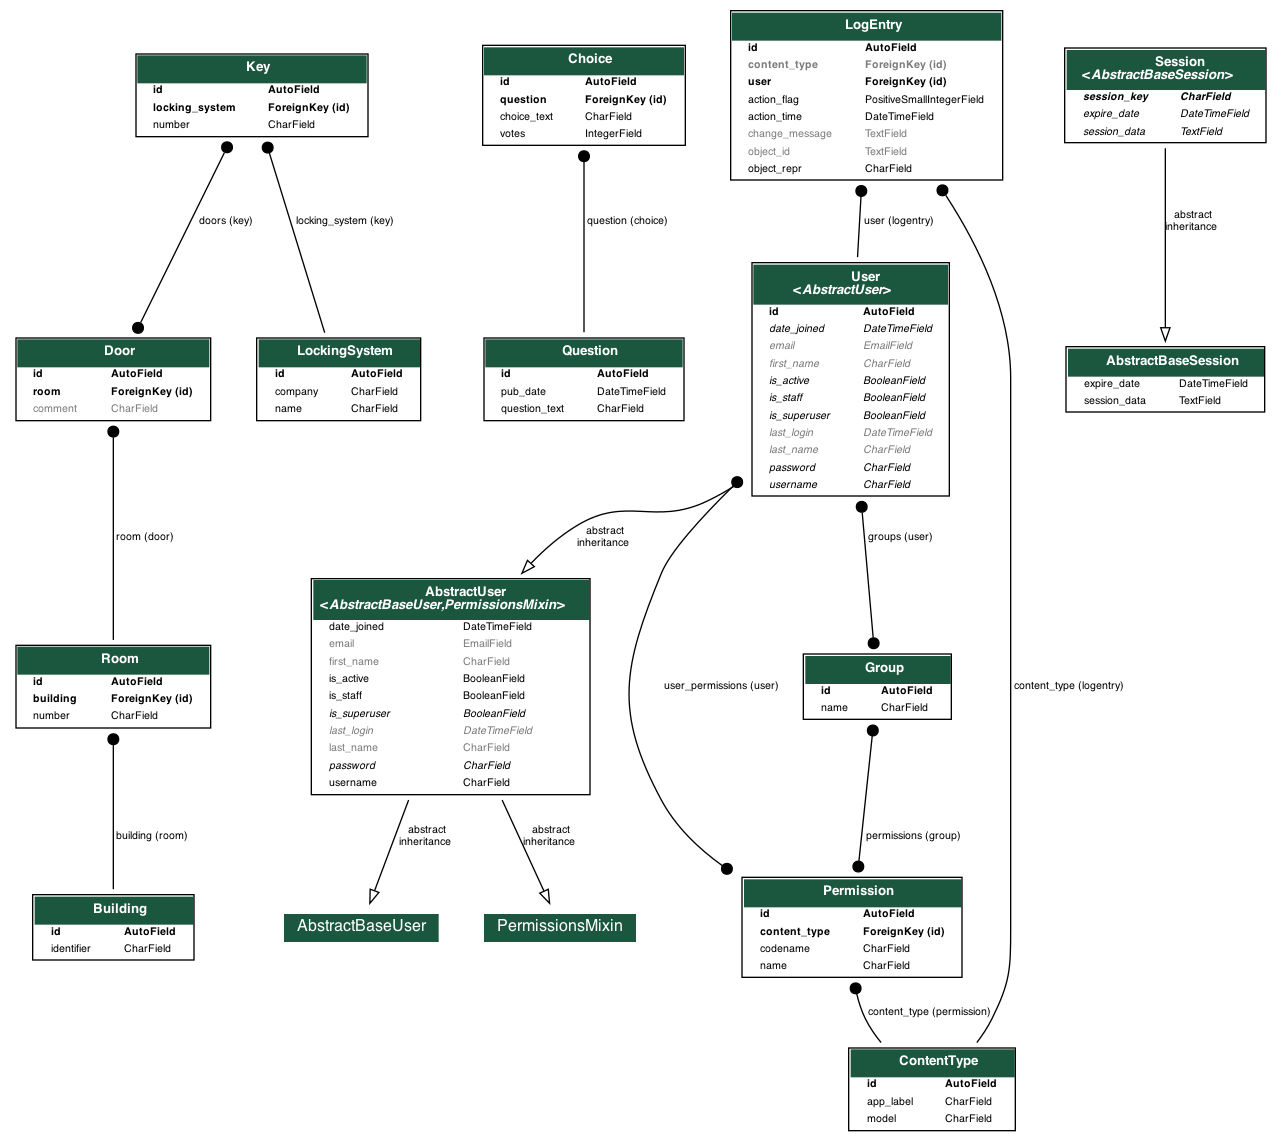 Key
id AutoField
locking_system ForeignKey (id)
number CharField
Choice
id AutoField
question ForeignKey (id)
choice_text CharField
votes IntegerField
LogEntry
id AutoField
content_type ForeignKey (id)
user ForeignKey (id)
action_flag PositiveSmallIntegerField
action_time DateTimeField
change_message TextField
object_id TextField
object_repr CharField
Session
<AbstractBaseSession>
session_key CharField
expire_date DateTimeField
session_data TextField
doors (key)
locking_system (key)
question (choice)
user (logentry)
abstract
inheritance
Door
id AutoField
room ForeignKey (id)
comment CharField
LockingSystem
id AutoField
company CharField
name CharField
Question
id AutoField
pub_date DateTimeField
question_text CharField
User
<AbstractUser>
id AutoField
date_joined DateTimeField
email EmailField
first_name CharField
is_active BooleanField
is_staff BooleanField
is_superuser BooleanField
last_login DateTimeField
last_name CharField
password CharField
username CharField
AbstractBaseSession
expire_date DateTimeField
session_data TextField
room (door)
abstract
inheritance
groups (user)
AbstractUser
<AbstractBaseUser,PermissionsMixin>
date_joined DateTimeField
email EmailField
first_name CharField
is_active BooleanField
is_staff BooleanField
is_superuser BooleanField
last_login DateTimeField
last_name CharField
password CharField
username CharField
Room
id AutoField
building ForeignKey (id)
number CharField
user_permissions (user)
Group
id AutoField
name CharField
content_type (logentry)
building (room)
abstract
inheritance
abstract
inheritance
permissions (group)
Building
id AutoField
identifier CharField
AbstractBaseUser
PermissionsMixin
Permission
id AutoField
content_type ForeignKey (id)
codename CharField
name CharField
content_type (permission)
ContentType
id AutoField
app_label CharField
model CharField